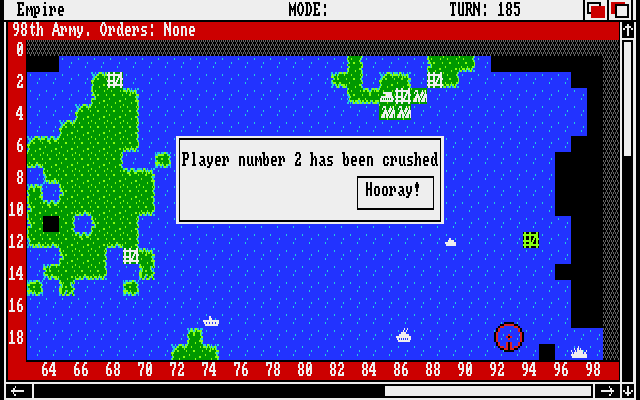 Empire MODE: TURN: 185
98th Army. Orders: None
0
2
4
6
Player number 2 has been crushed
8
Hooray!
10
12
14
16
18
64 66 68 70 72 74 76 78 80 82 84 86 88 90 92 94 96 98